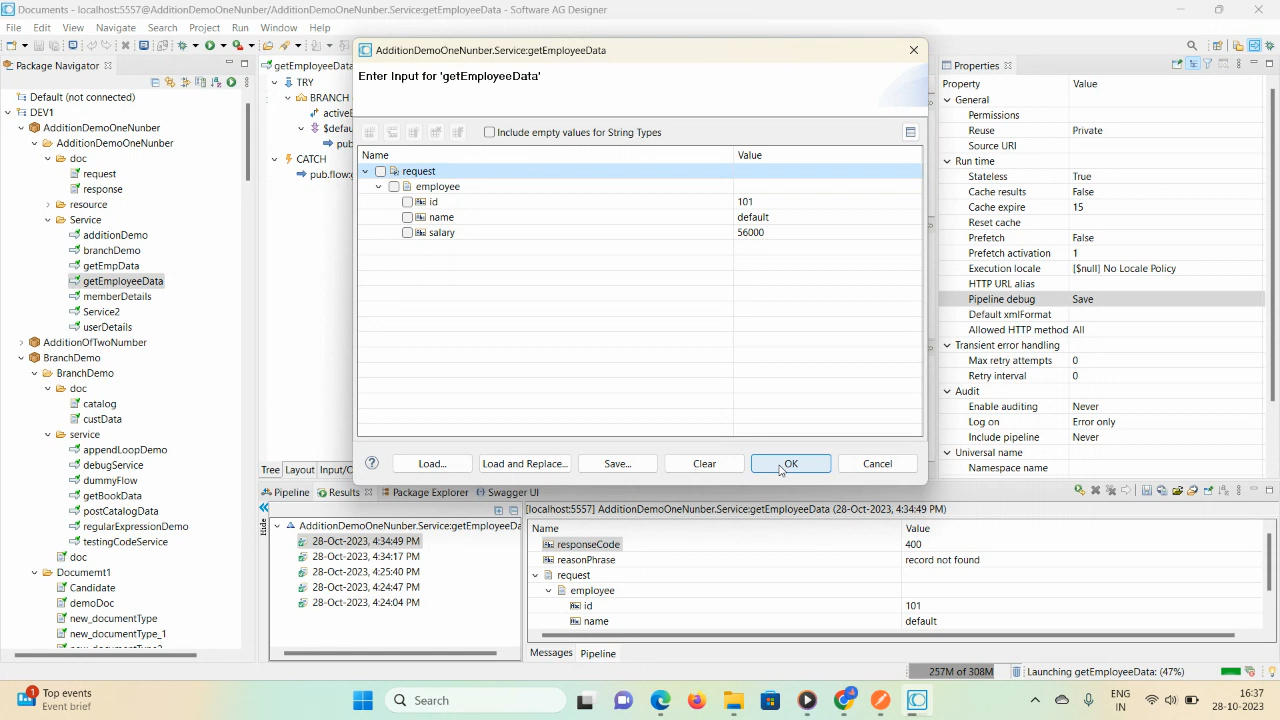 Documents - localhost:5557@AdditionDemoOneNunber/AdditionDemoOneNunber/Service:getEmployeeData - Software AG Designer
File Edit View Navigate Search Project Run Window Help
Package Navigator
Default (not connected)
DEV1
AdditionDemoOneNunber
AdditionDemoOneNunber
doc
request
response
resource
Service
additionDemo
branchDemo
getEmpData
getEmployeeData
memberDetails
Service2
userDetails
AdditionOfTwoNumber
BranchDemo
BranchDemo
doc
catalog
custData
service
appendLoopDemo
debugService
dummyFlow
getBookData
postCatalogData
regularExpressionDemo
testingCodeService
doc
Documemt1
Candidate
demoDoc
new_documentType
new_documentType_1
getEmployeeData
TRY
BRANCH
$defau
pub
CATCH
pub.flow:g
Tree Layout Input/O
AdditionDemoOneNunber.Service:getEmployeeData
Enter Input for 'getEmployeeData'
Include empty values for String Types
Name Value
request
employee
id 101
name default
salary 56000
Load... Load and Replace... Save... Clear OK Cancel
Properties
Property Value
General
Permissions
Reuse Private
Source URI
Run time
Stateless True
Cache results False
Cache expire 15
Reset cache
Prefetch False
Prefetch activation 1
Execution locale [$null] No Locale Policy
HTTP URL alias
Pipeline debug Save
Default xmlFormat
Allowed HTTP method All
Transient error handling
Max retry attempts 0
Retry interval 0
Audit
Enable auditing Never
Log on Error only
Include pipeline Never
Universal name
Namespace name
Pipeline Results Package Explorer Swagger UI
Hide
AdditionDemoOneNunber.Service:getEmployeeDa
28-Oct-2023, 4:34:49 PM
28-Oct-2023, 4:34:17 PM
28-Oct-2023, 4:25:40 PM
28-Oct-2023, 4:24:47 PM
28-Oct-2023, 4:24:04 PM
[localhost:5557] AdditionDemoOneNunber.Service:getEmployeeData (28-Oct-2023, 4:34:49 PM)
Name Value
responseCode 400
reasonPhrase record not found
request
employee
id 101
name default
Messages Pipeline
257M of 308M Launching getEmployeeData: (47%)
1
Top events
Event brief
Search
4
ENG
IN
16:37
28-10-2023